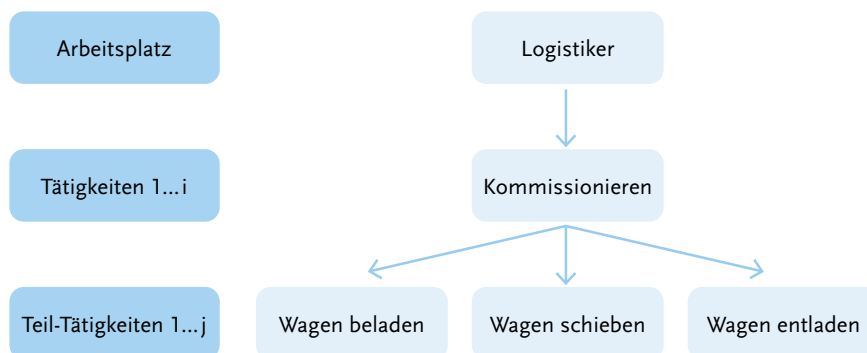 Arbeitsplatz
Logistiker
Tätigkeiten 1...i
Kommissionieren
Teil-Tätigkeiten 1...j
Wagen beladen
Wagen schieben
Wagen entladen